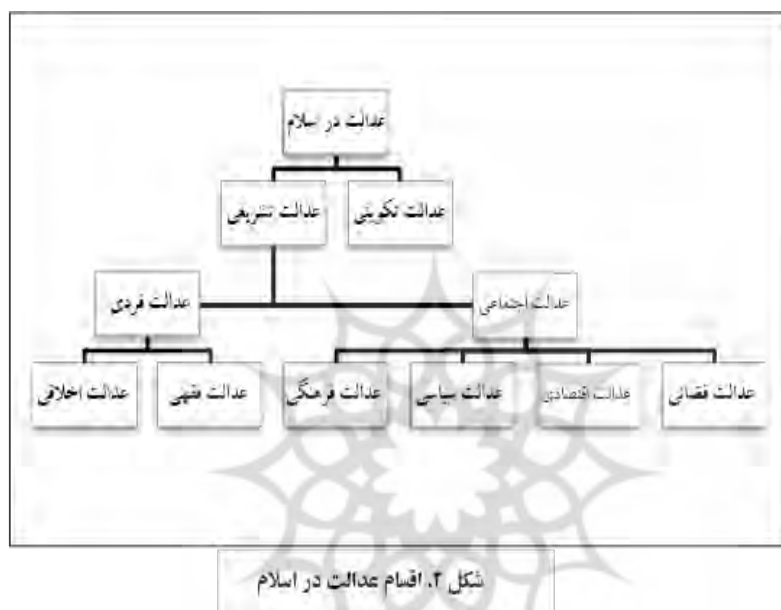 عدالت در اسلام
عدالت تکوینی
عدالت تشریعی
عدالت اجتماعی
عدالت فردی
عدالت قضائی
عدالت اقتصادی
عدالت سیاسی
عدالت فرهنگی
عدالت فقهی
عدالت اخلاقی
شکل ۲. اقسام عدالت در اسلام